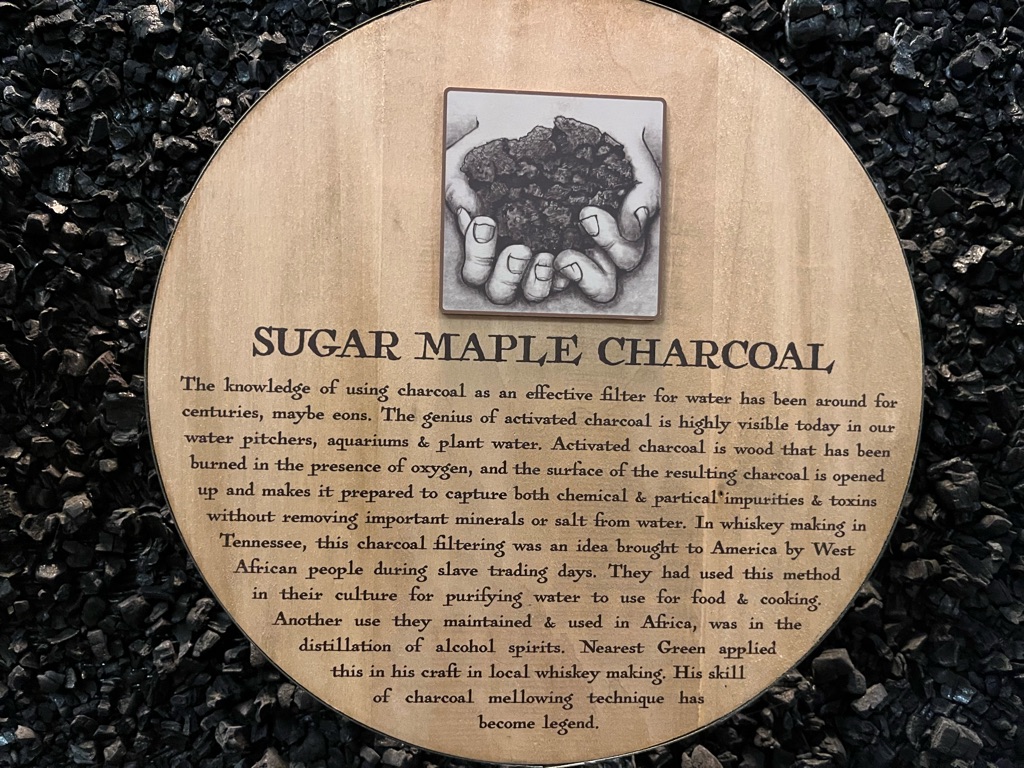 SUGAR MAPLE CHARCOAL
The knowledge of using charcoal as an effective filter for water has been around for
centuries, maybe eons. The genius of activated charcoal is highly visible today in our
water pitchers, aquariums & plant water. Activated charcoal is wood that has been
burned in the presence of oxygen, and the surface of the resulting charcoal is opened
up and makes it prepared to capture both chemical & partical impurities & toxins
without removing important minerals or salt from water. In whiskey making in
Tennessee, this charcoal filtering was an idea brought to America by West
African people during slave trading days. They had used this method
in their culture for purifying water to use for food & cooking.
Another use they maintained & used in Africa, was in the
distillation of alcohol spirits. Nearest Green applied
this in his craft in local whiskey making. His skill
of charcoal mellowing technique has
become legend.